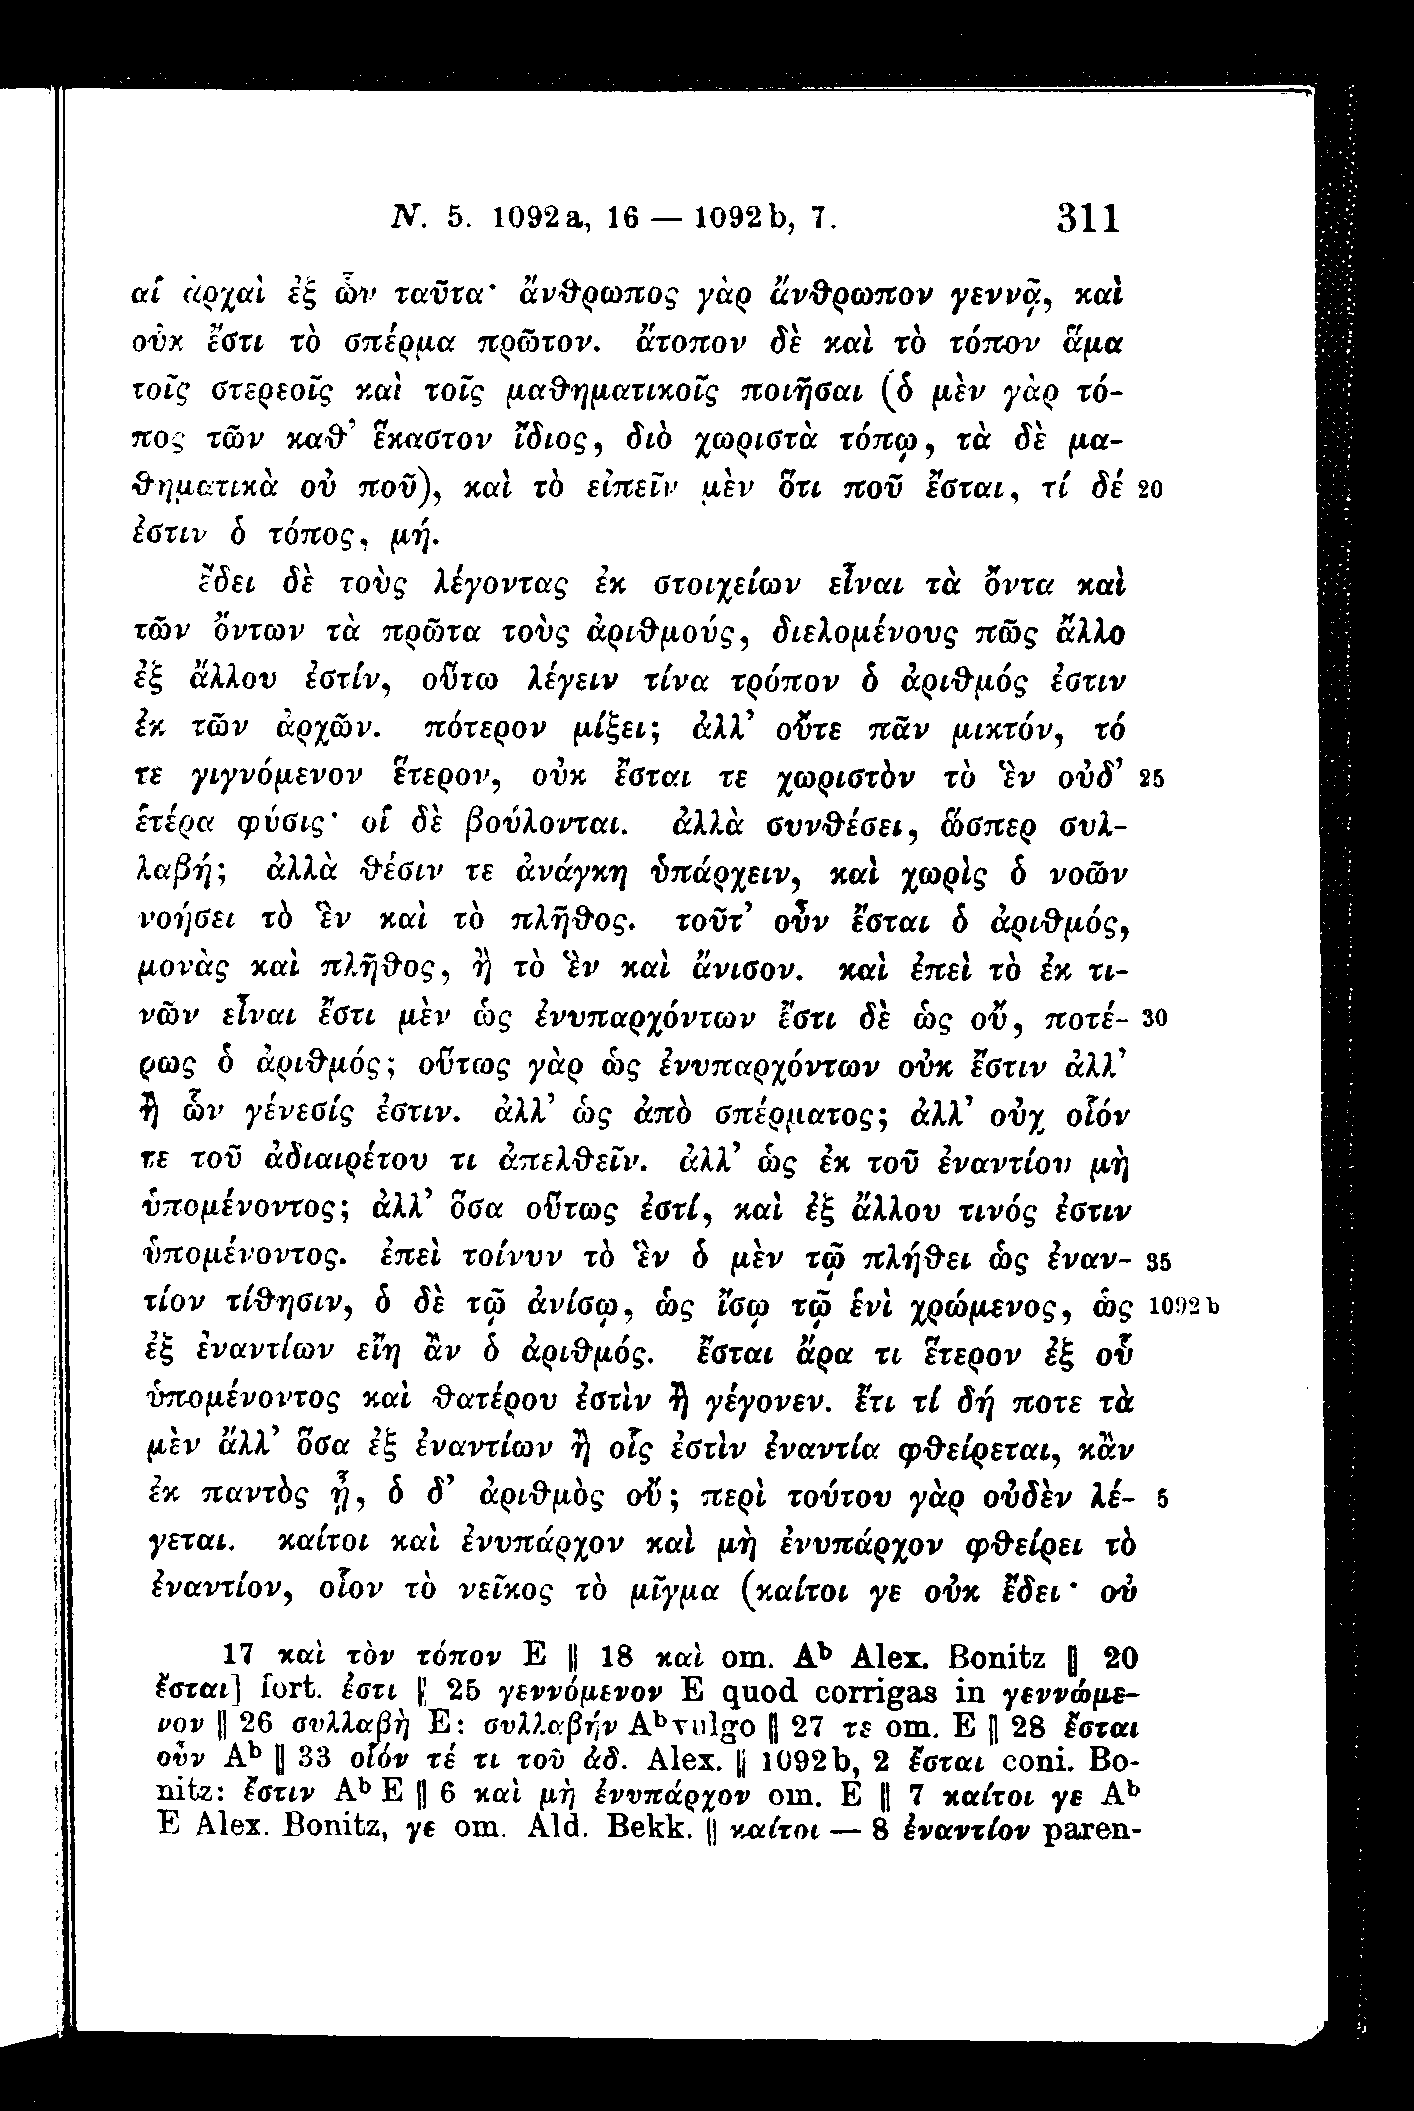 N. 5. 1092a, 16 — 1092b, 7. 311
αἱ ἀρχαὶ ἐξ ὧν ταῦτα· ἄνθρωπος γὰρ ἄνθρωπον γεννᾷ, καὶ
οὐκ ἔστι τὸ σπέρμα πρῶτον. ἄτοπον δὲ καὶ τὸ τόπον ἅμα
τοῖς στερεοῖς καὶ τοῖς μαθηματικοῖς ποιῆσαι (ὁ μὲν γὰρ τό-
πος τῶν καθ’ ἕκαστον ἴδιος, διὸ χωριστὰ τόπῳ, τὰ δὲ μα-
θηματικὰ οὐ ποῦ), καὶ τὸ εἰπεῖν μὲν ὅτι ποῦ ἔσται, τί δέ 20
ἐστιν ὁ τόπος, μή.
ἔδει δὲ τοὺς λέγοντας ἐκ στοιχείων εἶναι τὰ ὄντα καὶ
τῶν ὄντων τὰ πρῶτα τοὺς ἀριθμούς, διελομένους πῶς ἄλλο
ἐξ ἄλλου ἐστίν, οὕτω λέγειν τίνα τρόπον ὁ ἀριθμός ἐστιν
ἐκ τῶν ἀρχῶν. πότερον μίξει; ἀλλ’ οὔτε πᾶν μικτόν, τό
τε γιγνόμενον ἕτερον, οὐκ ἔσται τε χωριστὸν τὸ ἓν οὐδ’ 25
ἑτέρα φύσις· οἱ δὲ βούλονται. ἀλλὰ συνθέσει, ὥσπερ συλ-
λαβή; ἀλλὰ θέσιν τε ἀνάγκη ὑπάρχειν, καὶ χωρὶς ὁ νοῶν
νοήσει τὸ ἓν καὶ τὸ πλῆθος. τοῦτ’ οὖν ἔσται ὁ ἀριθμός,
μονὰς καὶ πλῆθος, ἢ τὸ ἓν καὶ ἄνισον. καὶ ἐπεὶ τὸ ἐκ τι-
νῶν εἶναι ἔστι μὲν ὡς ἐνυπαρχόντων ἔστι δὲ ὡς οὔ, ποτέ- 30
ρως ὁ ἀριθμός; οὕτως γὰρ ὡς ἐνυπαρχόντων οὐκ ἔστιν ἀλλ’
ἢ ὧν γένεσίς ἐστιν. ἀλλ’ ὡς ἀπὸ σπέρματος; ἀλλ’ οὐχ οἷόν
τε τοῦ ἀδιαιρέτου τι ἀπελθεῖν. ἀλλ’ ὡς ἐκ τοῦ ἐναντίου μὴ
ὑπομένοντος; ἀλλ’ ὅσα οὕτως ἐστί, καὶ ἐξ ἄλλου τινός ἐστιν
ὑπομένοντος. ἐπεὶ τοίνυν τὸ ἓν ὁ μὲν τῷ πλήθει ὡς ἐναν- 35
τίον τίθησιν, ὁ δὲ τῷ ἀνίσῳ, ὡς ἴσῳ τῷ ἑνὶ χρώμενος, ὡς 1092 b
ἐξ ἐναντίων εἴη ἂν ὁ ἀριθμός. ἔσται ἄρα τι ἕτερον ἐξ οὗ
ὑπομένοντος καὶ θατέρου ἐστὶν ἢ γέγονεν. ἔτι τί δή ποτε τὰ
μὲν ἄλλ’ ὅσα ἐξ ἐναντίων ἢ οἷς ἐστὶν ἐναντία φθείρεται, κἂν
ἐκ παντὸς ᾖ, ὁ δ’ ἀριθμὸς οὔ; περὶ τούτου γὰρ οὐδὲν λέ- 5
γεται. καίτοι καὶ ἐνυπάρχον καὶ μὴ ἐνυπάρχον φθείρει τὸ
ἐναντίον, οἷον τὸ νεῖκος τὸ μῖγμα (καίτοι γε οὐκ ἔδει· οὐ
17 καὶ τὸν τόπον E || 18 καὶ om. Aᵇ Alex. Bonitz || 20
ἔσται] fort. ἐστι || 25 γεννόμενον E quod corrigas in γεννώμε-
νον || 26 συλλαβὴ E: συλλαβήν Aᵇ vulgo || 27 τε om. E || 28 ἔσται
οὖν Aᵇ || 33 οἷόν τέ τι τοῦ ἀδ. Alex. || 1092b, 2 ἔσται coni. Bo-
nitz: ἔστιν Aᵇ E || 6 καὶ μὴ ἐνυπάρχον om. E || 7 καίτοι γε Aᵇ
E Alex. Bonitz, γε om. Ald. Bekk. || καίτοι — 8 ἐναντίον paren-